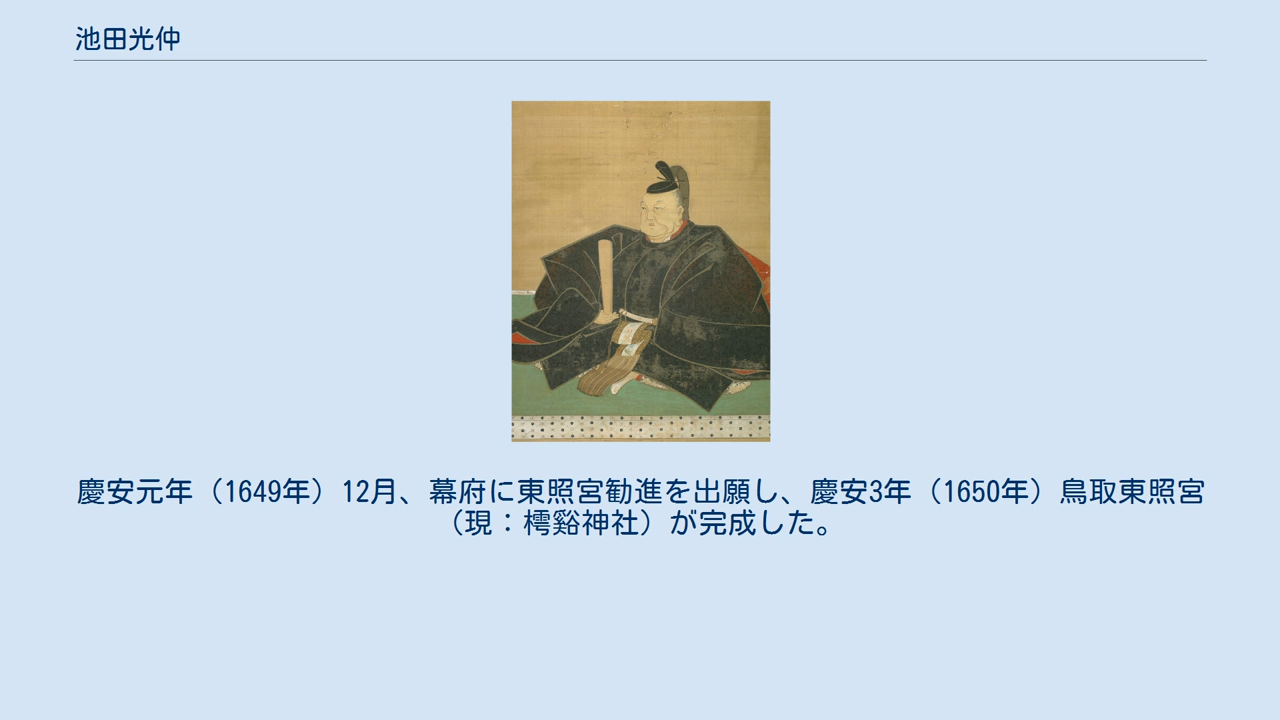 池田光仲
慶安元年（1649年）12月、幕府に東照宮勧進を出願し、慶安3年（1650年）鳥取東照宮
（現：樗谿神社）が完成した。